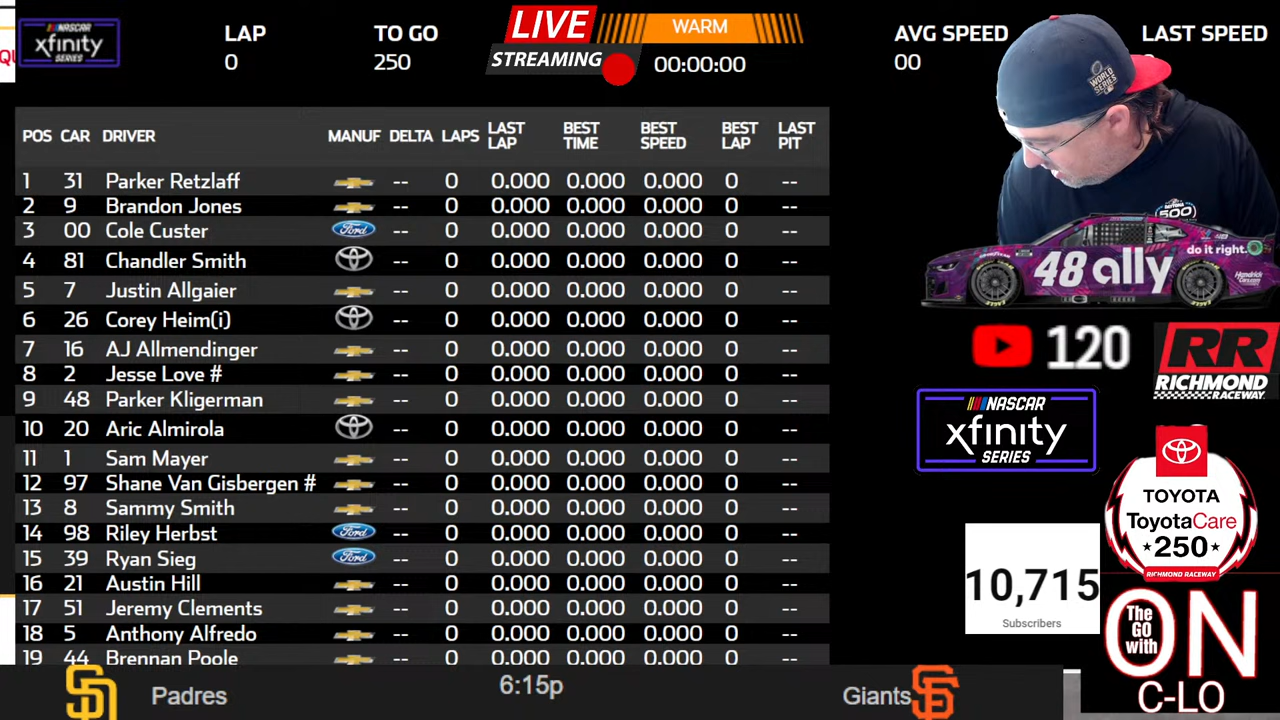 NASCAR
xfinity
SERIES
LAP
0
TO GO
250
LIVE
STREAMING
WARM
00:00:00
AVG SPEED
00
LAST SPEED
POS CAR DRIVER MANUF DELTA LAPS LAST LAP BEST TIME BEST SPEED BEST LAP LAST PIT
1 31 Parker Retzlaff -- 0 0.000 0.000 0.000 0 --
2 9 Brandon Jones -- 0 0.000 0.000 0.000 0 --
3 00 Cole Custer Ford -- 0 0.000 0.000 0.000 0 --
4 81 Chandler Smith -- 0 0.000 0.000 0.000 0 --
5 7 Justin Allgaier -- 0 0.000 0.000 0.000 0 --
6 26 Corey Heim(i) -- 0 0.000 0.000 0.000 0 --
7 16 AJ Allmendinger -- 0 0.000 0.000 0.000 0 --
8 2 Jesse Love # -- 0 0.000 0.000 0.000 0 --
9 48 Parker Kligerman -- 0 0.000 0.000 0.000 0 --
10 20 Aric Almirola -- 0 0.000 0.000 0.000 0 --
11 1 Sam Mayer -- 0 0.000 0.000 0.000 0 --
12 97 Shane Van Gisbergen # -- 0 0.000 0.000 0.000 0 --
13 8 Sammy Smith -- 0 0.000 0.000 0.000 0 --
14 98 Riley Herbst Ford -- 0 0.000 0.000 0.000 0 --
15 39 Ryan Sieg Ford -- 0 0.000 0.000 0.000 0 --
16 21 Austin Hill -- 0 0.000 0.000 0.000 0 --
17 51 Jeremy Clements -- 0 0.000 0.000 0.000 0 --
18 5 Anthony Alfredo -- 0 0.000 0.000 0.000 0 --
19 44 Brennan Poole -- 0 0.000 0.000 0.000 0 --
WORLD SERIES
DAYTONA
500
48 ally
do it right.
Hendrick
120
RR
RICHMOND
RACEWAY
NASCAR
xfinity
SERIES
TOYOTA
ToyotaCare
250
RICHMOND RACEWAY
10,715
Subscribers
The GO with
ON
C-LO
SD
Padres
6:15p
Giants
SF